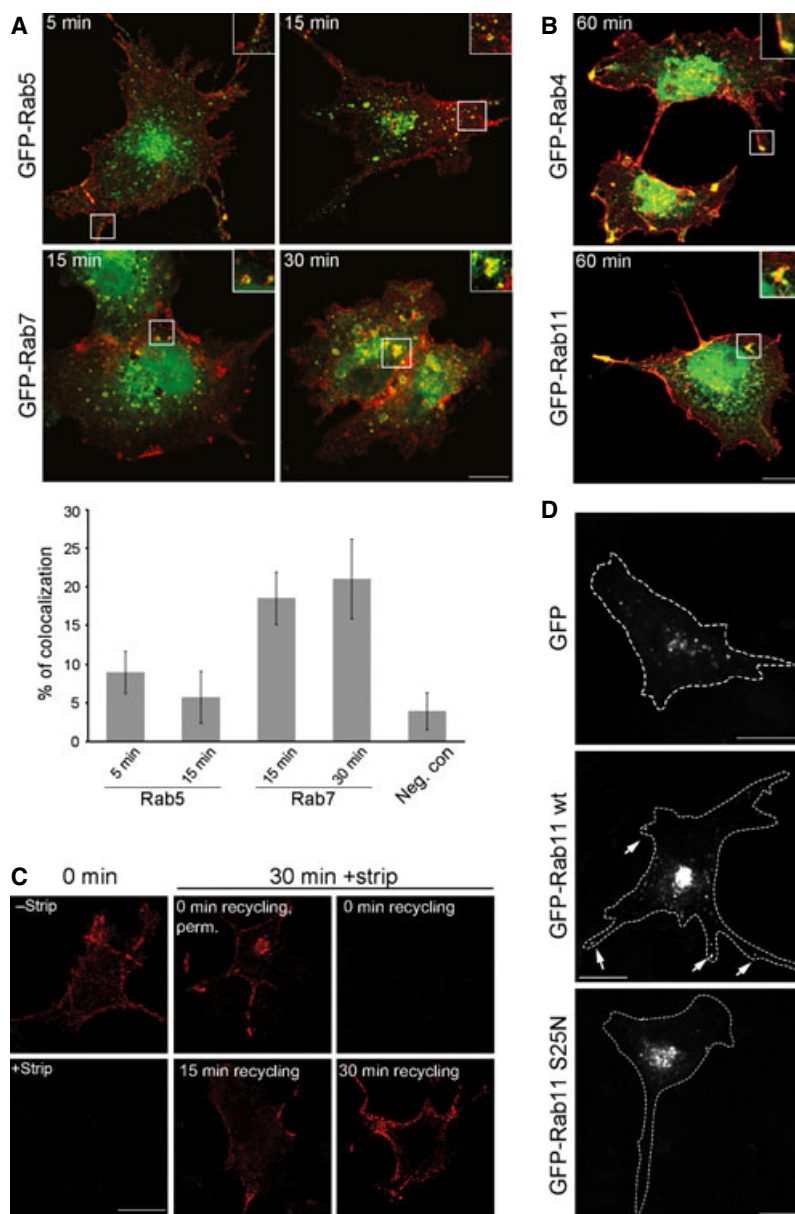 A
5 min
15 min
GFP-Rab5
15 min
30 min
GFP-Rab7
B
60 min
GFP-Rab4
60 min
GFP-Rab11
% of colocalization
30
25
20
15
10
5
0
5 min
15 min
15 min
30 min
Neg. con
Rab5
Rab7
C
0 min
30 min +strip
–Strip
0 min recycling, perm.
0 min recycling
+Strip
15 min recycling
30 min recycling
D
GFP
GFP-Rab11 wt
GFP-Rab11 S25N